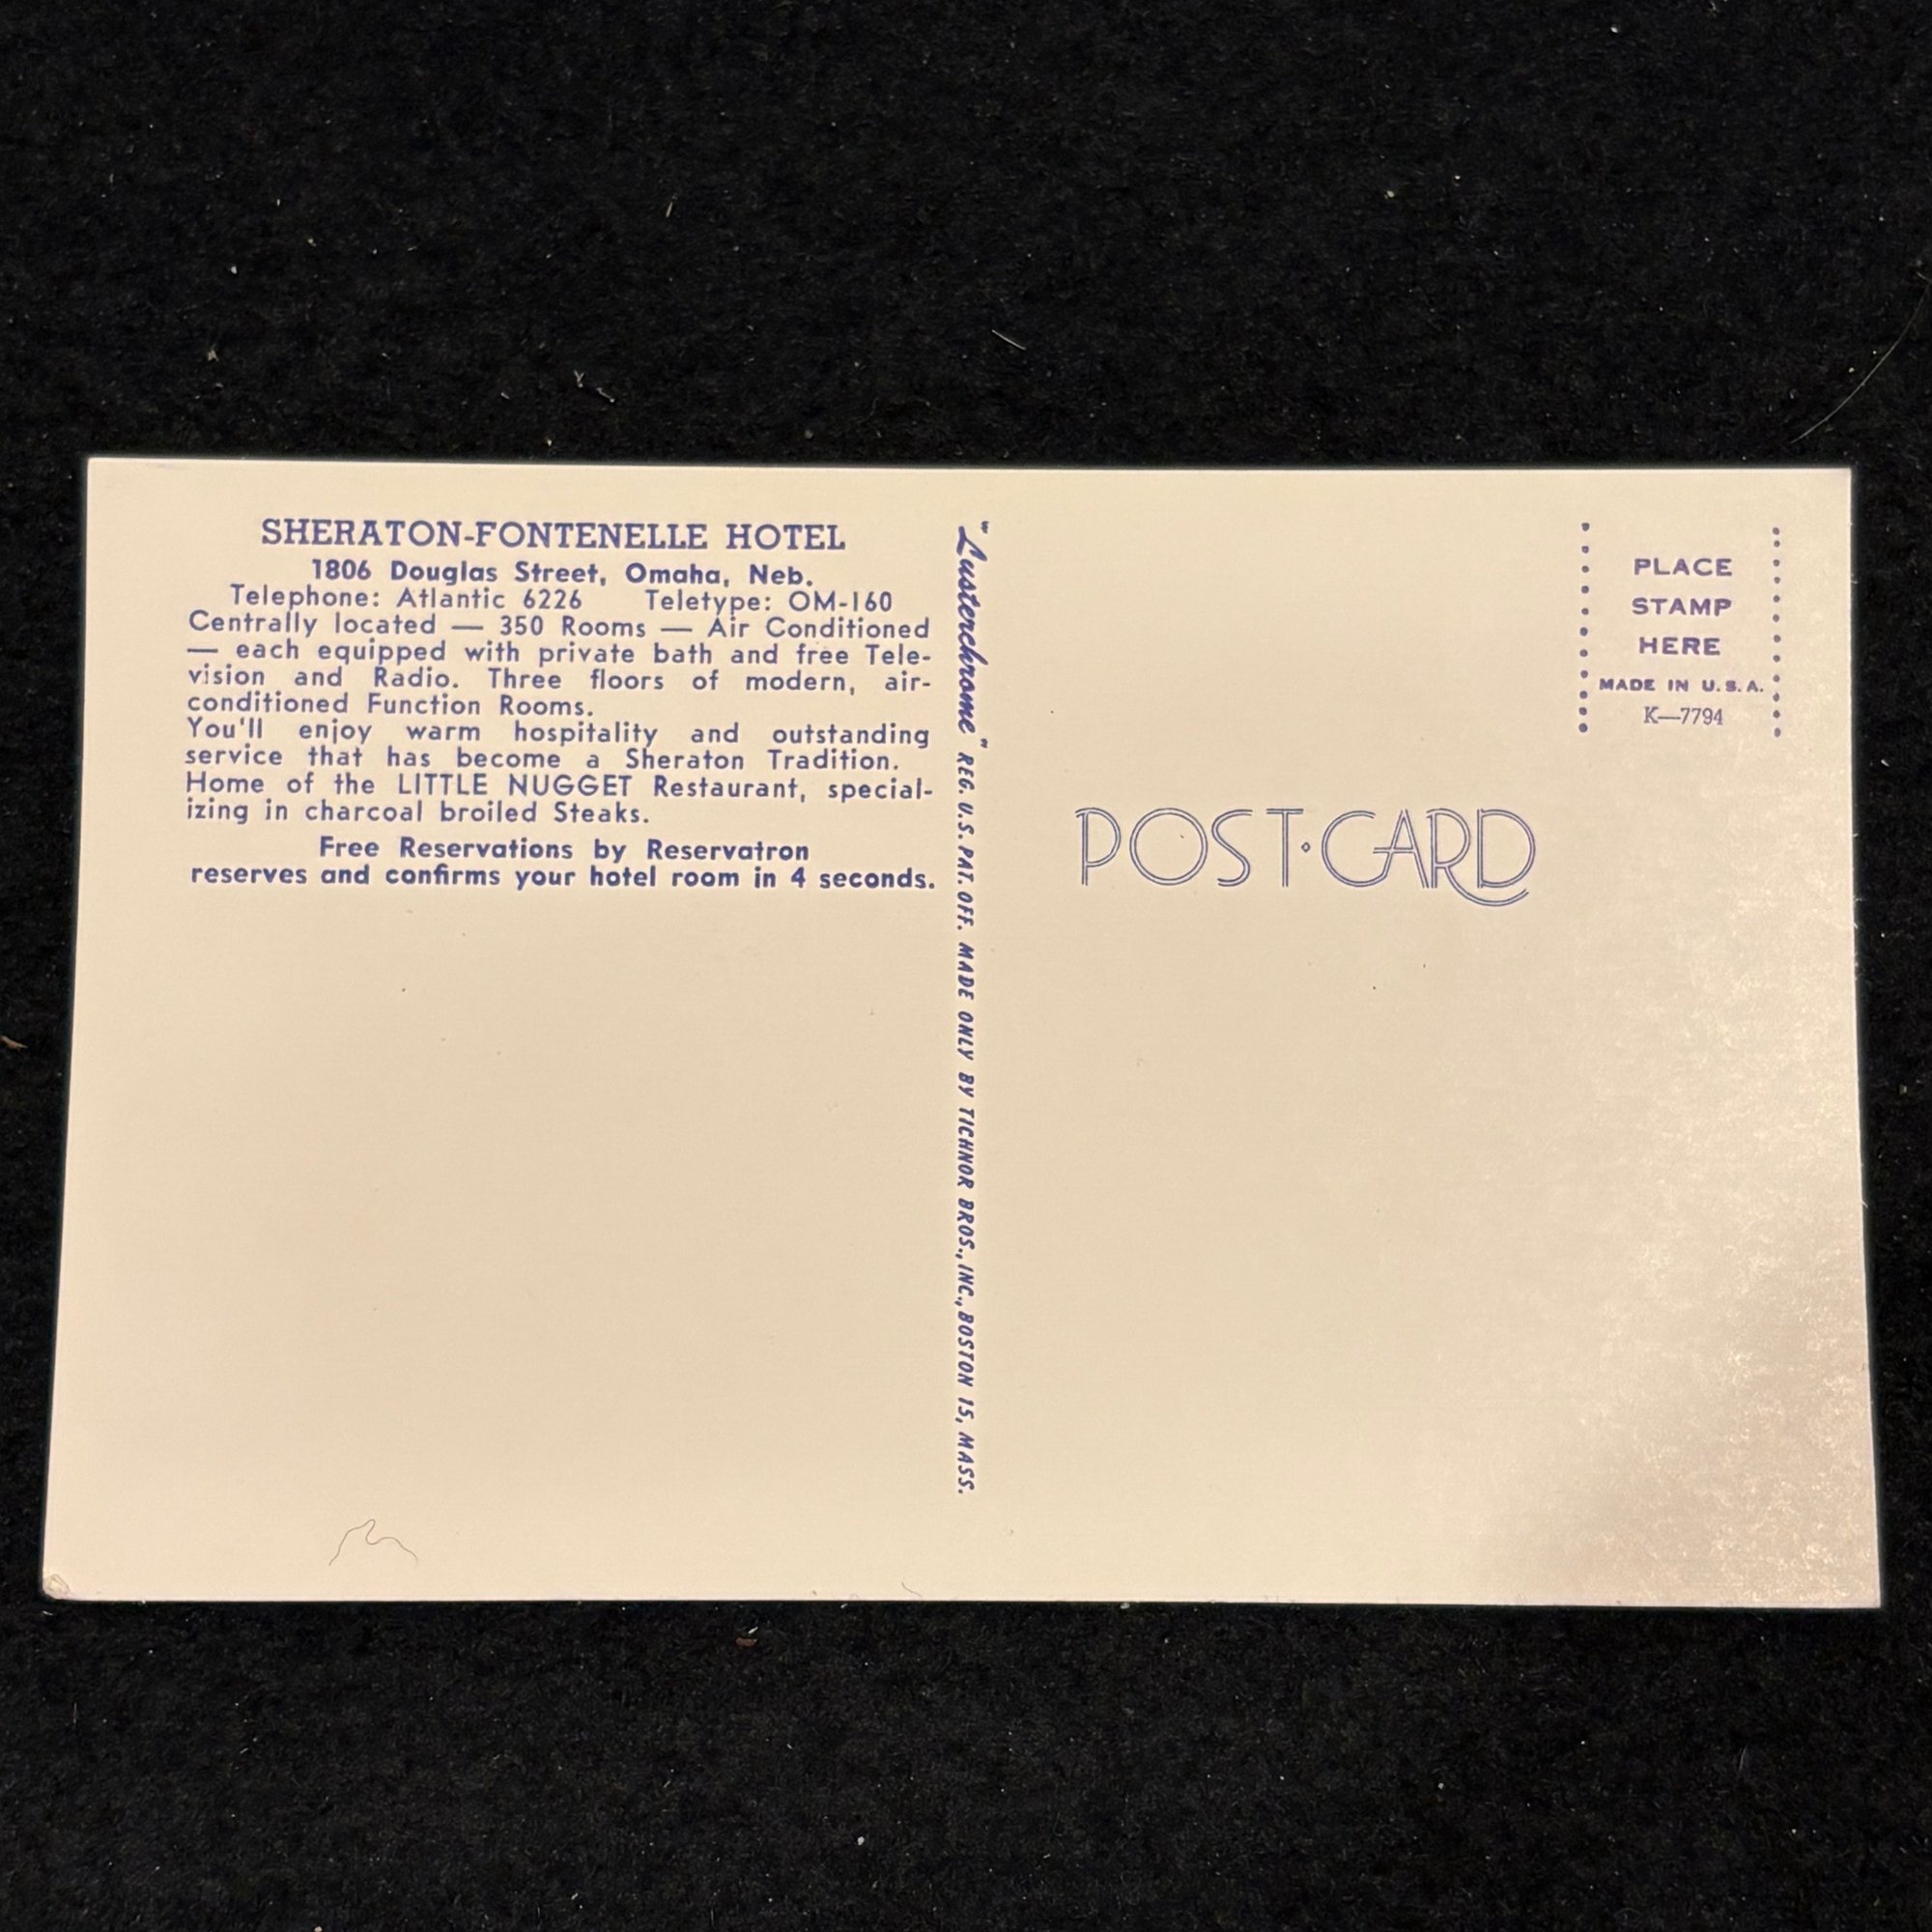 SHERATON-FONTENELLE HOTEL
1806 Douglas Street, Omaha, Neb.
Telephone: Atlantic 6226 Teletype: OM-160
Centrally located — 350 Rooms — Air Conditioned
— each equipped with private bath and free Tele-
vision and Radio. Three floors of modern, air-
conditioned Function Rooms.
You'll enjoy warm hospitality and outstanding
service that has become a Sheraton Tradition.
Home of the LITTLE NUGGET Restaurant, special-
izing in charcoal broiled Steaks.
Free Reservations by Reservatron
reserves and confirms your hotel room in 4 seconds.
"Lusterchrome" REG. U.S. PAT. OFF. MADE ONLY BY TICHNOR BROS., INC., BOSTON 15, MASS.
PLACE
STAMP
HERE
MADE IN U.S.A.
K—7794
POST·CARD